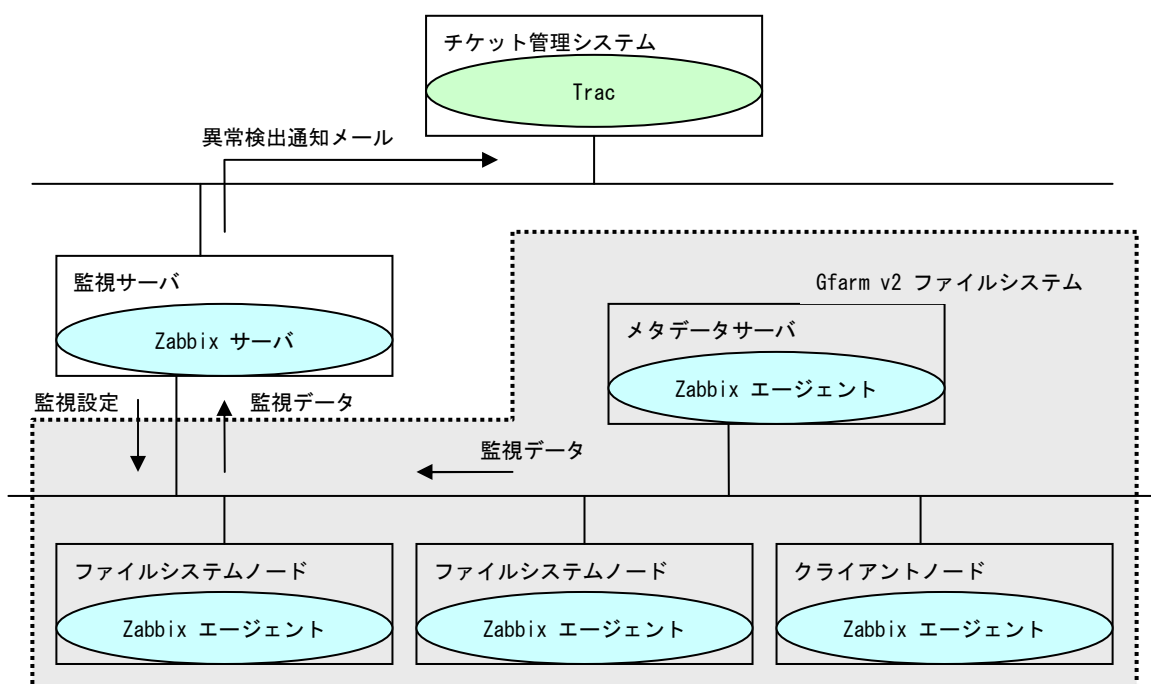 チケット管理システム
Trac
異常検出通知メール
監視サーバ
Zabbix サーバ
Gfarm v2 ファイルシステム
メタデータサーバ
Zabbix エージェント
監視設定
監視データ
監視データ
ファイルシステムノード
Zabbix エージェント
ファイルシステムノード
Zabbix エージェント
クライアントノード
Zabbix エージェント